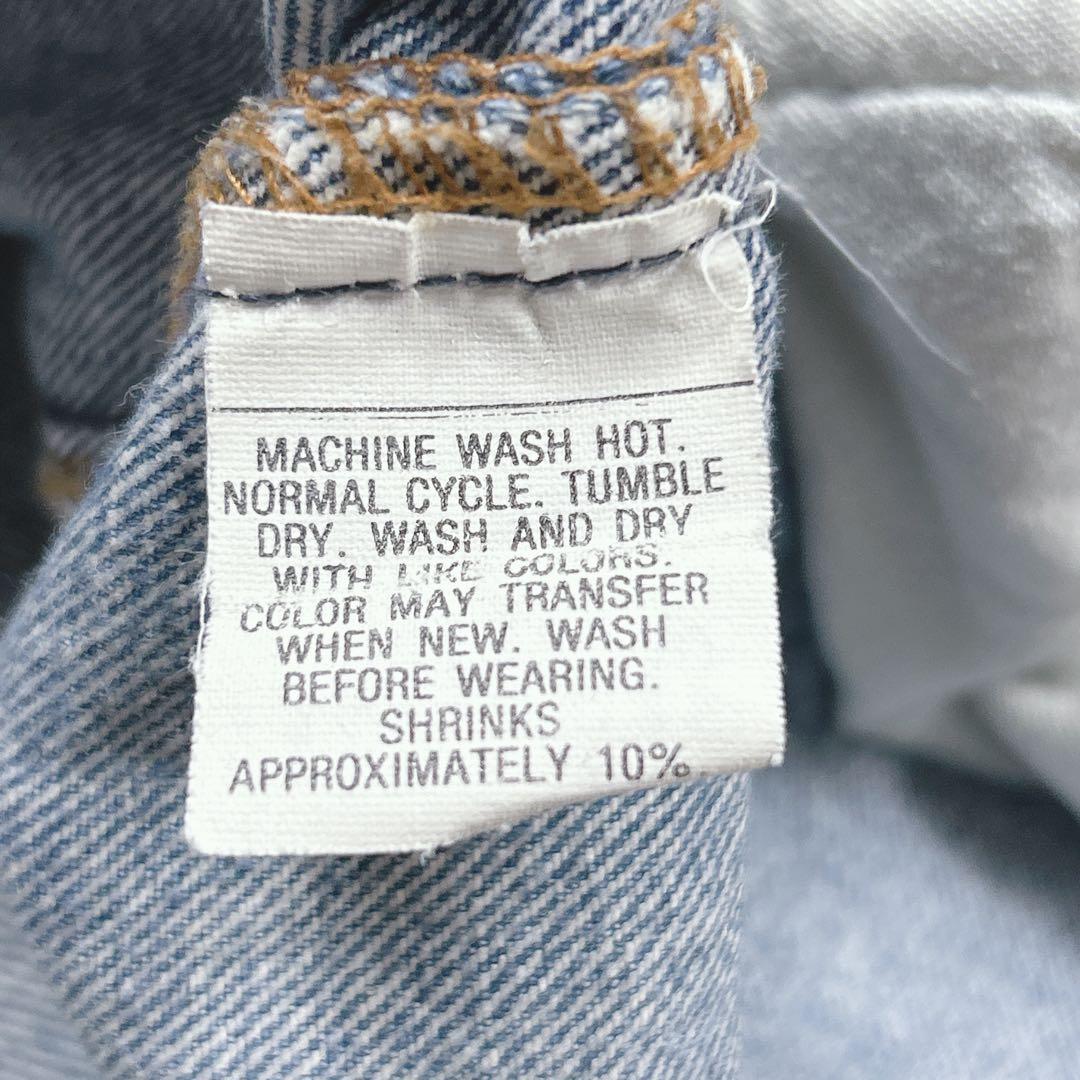 MACHINE WASH HOT.
NORMAL CYCLE. TUMBLE
DRY. WASH AND DRY
WITH LIKE COLORS.
COLOR MAY TRANSFER
WHEN NEW. WASH
BEFORE WEARING.
SHRINKS
APPROXIMATELY 10%